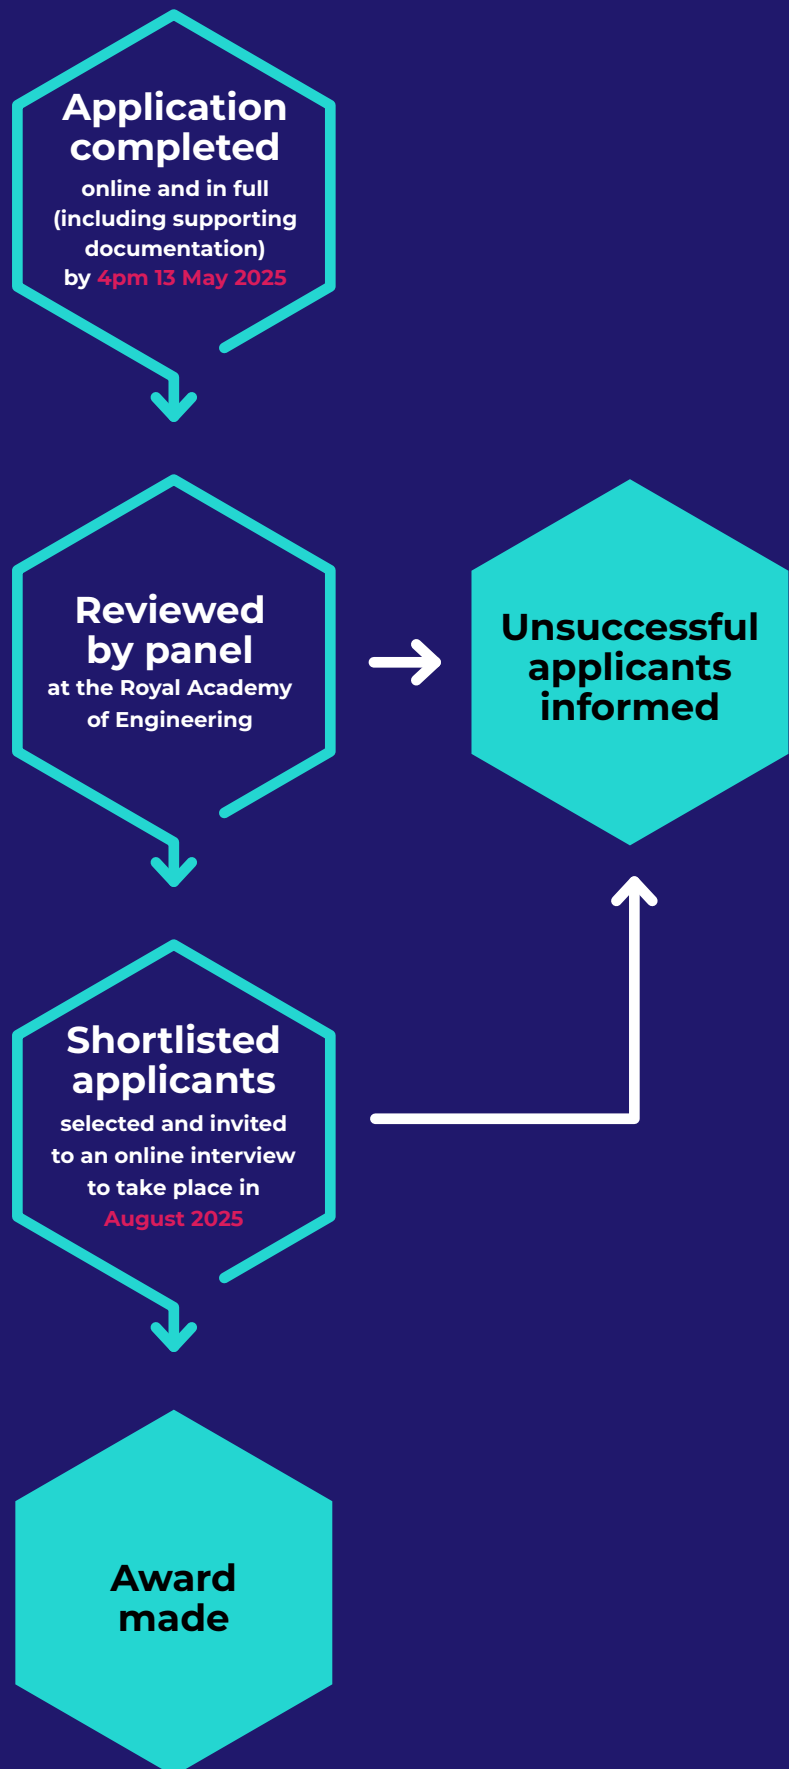 Application
completed
online and in full
(including supporting
documentation)
by 4pm 13 May 2025
Reviewed
by panel
at the Royal Academy
of Engineering
Unsuccessful
applicants
informed
Shortlisted
applicants
selected and invited
to an online interview
to take place in
August 2025
Award
made